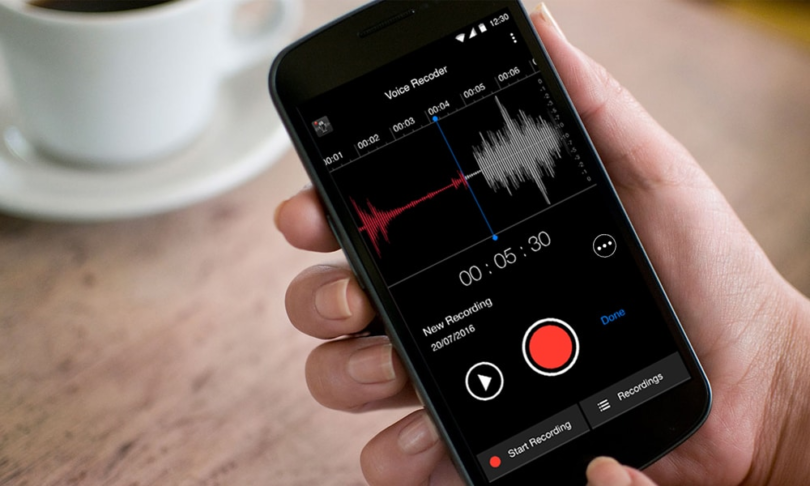 12:30
Voice Recoder
00:01 00:02 00:03 00:04 00:05 00:06
00 : 05 : 30
New Recording
20/07/2016
Done
Start Recording
Recordings